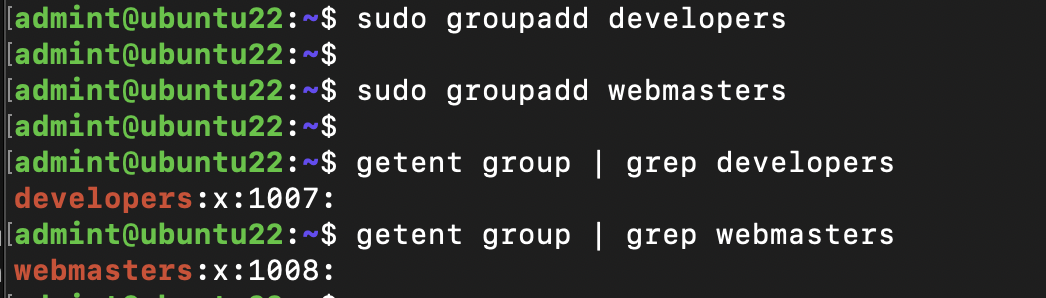 [admint@ubuntu22:~$ sudo groupadd developers
[admint@ubuntu22:~$
[admint@ubuntu22:~$ sudo groupadd webmasters
[admint@ubuntu22:~$
[admint@ubuntu22:~$ getent group | grep developers
developers:x:1007:
[admint@ubuntu22:~$ getent group | grep webmasters
webmasters:x:1008: